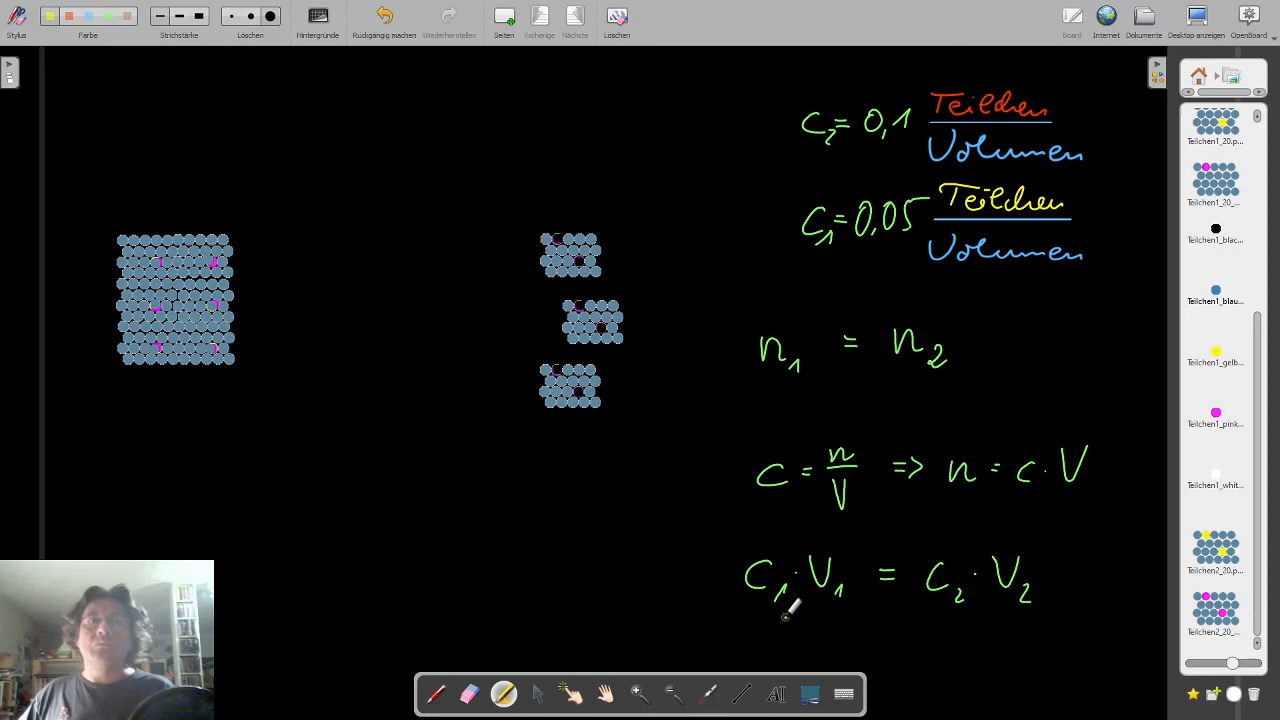 Stylus Farbe Strichstärke Löschen Hintergründe Rückgängig machen Wiederherstellen Seiten Vorherige Nächste Löschen Board Internet Dokumente Desktop anzeigen OpenBoard
c₂ = 0,1 Teilchen
Volumen
c₁ = 0,05 Teilchen
Volumen
n₁ = n₂
c = n/V => n = c · V
c₁ · V₁ = c₂ · V₂
Teilchen1_20.p...
Teilchen1_20_...
Teilchen1_blac...
Teilchen1_blau...
Teilchen1_gelb...
Teilchen1_pink...
Teilchen1_whit...
Teilchen2_20.p...
Teilchen2_20_...
AI